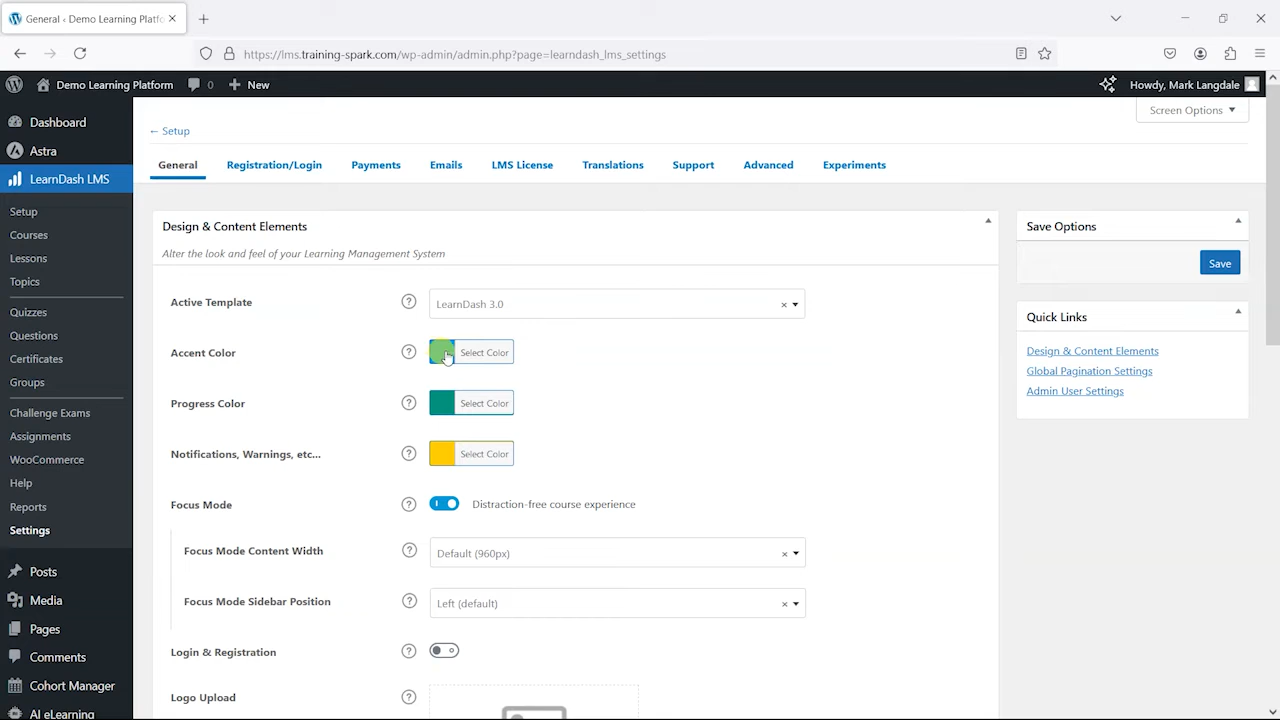 General ‹ Demo Learning Platfo
https://lms.training-spark.com/wp-admin/admin.php?page=learndash_lms_settings
Demo Learning Platform 0 New Howdy, Mark Langdale
Screen Options
Dashboard
Astra
LearnDash LMS
Setup
Courses
Lessons
Topics
Quizzes
Questions
Certificates
Groups
Challenge Exams
Assignments
WooCommerce
Help
Reports
Settings
Posts
Media
Pages
Comments
Cohort Manager
AI eLearning
← Setup
General Registration/Login Payments Emails LMS License Translations Support Advanced Experiments
Design & Content Elements
Alter the look and feel of your Learning Management System
Active Template ? LearnDash 3.0 ×
Accent Color ? Select Color
Progress Color ? Select Color
Notifications, Warnings, etc... ? Select Color
Focus Mode ? Distraction-free course experience
Focus Mode Content Width ? Default (960px) ×
Focus Mode Sidebar Position ? Left (default) ×
Login & Registration ?
Logo Upload ?
Save Options
Save
Quick Links
Design & Content Elements
Global Pagination Settings
Admin User Settings